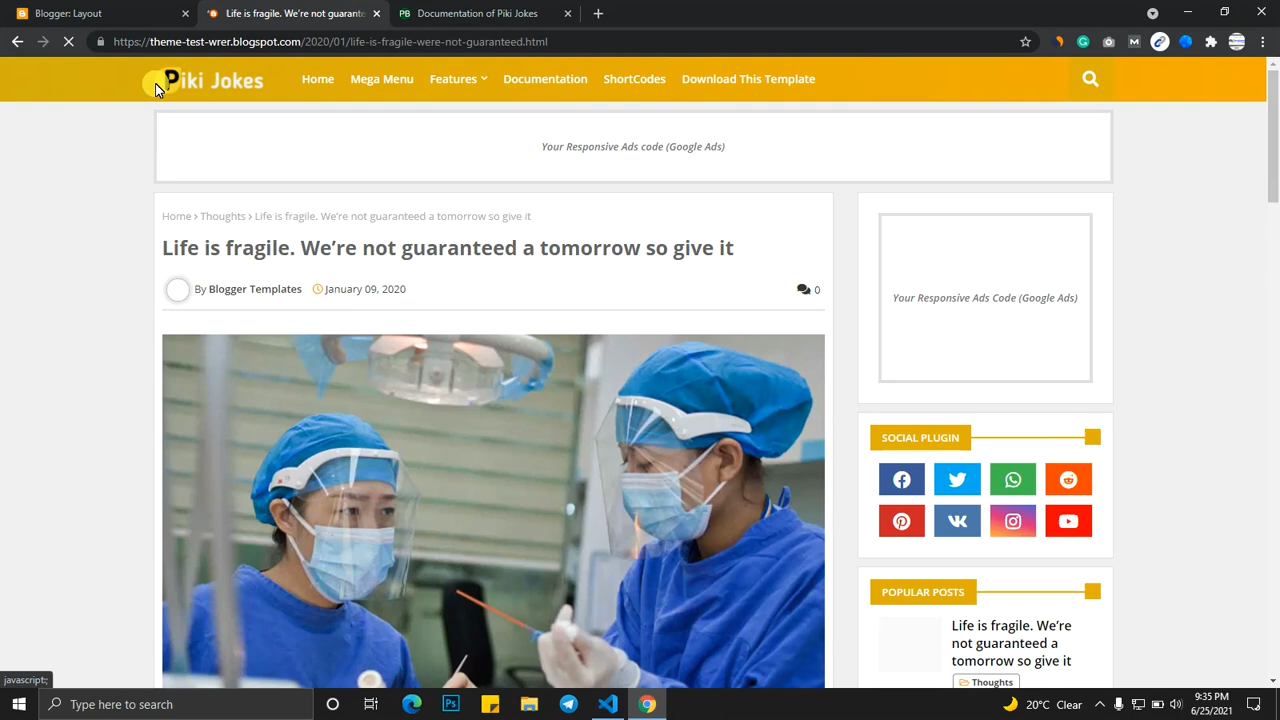 Blogger: Layout
Life is fragile. We're not guarante
Documentation of Piki Jokes
https://theme-test-wrer.blogspot.com/2020/01/life-is-fragile-were-not-guaranteed.html
Piki Jokes
Home
Mega Menu
Features
Documentation
ShortCodes
Download This Template
Your Responsive Ads code (Google Ads)
Home › Thoughts › Life is fragile. We're not guaranteed a tomorrow so give it
Life is fragile. We're not guaranteed a tomorrow so give it
By Blogger Templates
January 09, 2020
0
Your Responsive Ads Code (Google Ads)
SOCIAL PLUGIN
POPULAR POSTS
Life is fragile. We're
not guaranteed a
tomorrow so give it
Thoughts
javascript:;
Type here to search
20°C Clear
9:35 PM
6/25/2021